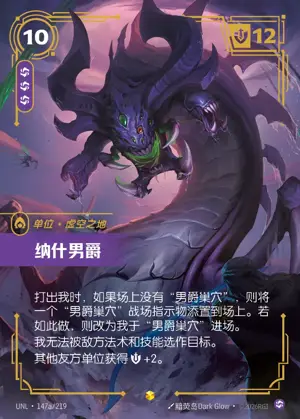 10
12
单位 • 虚空之地
纳什男爵
打出我时，如果场上没有“男爵巢穴”，则将
一个“男爵巢穴”战场指示物添置到场上。若
如此做，则改为我于“男爵巢穴”进场。
我无法被敌方法术和技能选作目标。
其他友方单位获得 +2。
UNL • 147a/219
暗荧岛Dark Glow